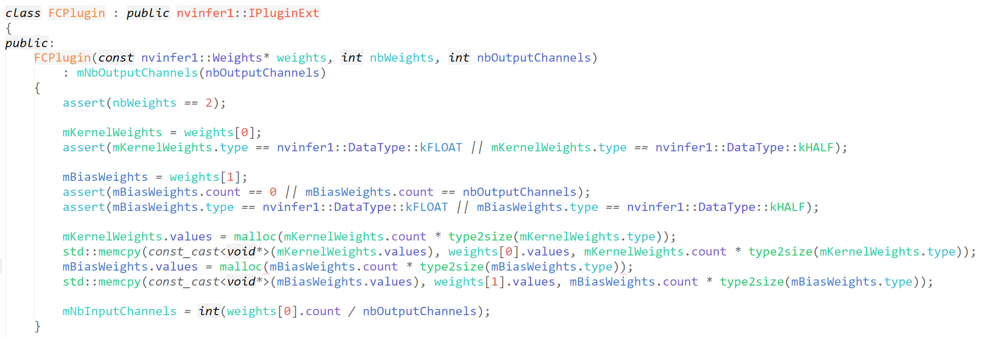 class FCPlugin : public nvinfer1::IPluginExt
{
public:
    FCPlugin(const nvinfer1::Weights* weights, int nbWeights, int nbOutputChannels)
        : mNbOutputChannels(nbOutputChannels)
    {
        assert(nbWeights == 2);

        mKernelWeights = weights[0];
        assert(mKernelWeights.type == nvinfer1::DataType::kFLOAT || mKernelWeights.type == nvinfer1::DataType::kHALF);

        mBiasWeights = weights[1];
        assert(mBiasWeights.count == 0 || mBiasWeights.count == nbOutputChannels);
        assert(mBiasWeights.type == nvinfer1::DataType::kFLOAT || mBiasWeights.type == nvinfer1::DataType::kHALF);

        mKernelWeights.values = malloc(mKernelWeights.count * type2size(mKernelWeights.type));
        std::memcpy(const_cast<void*>(mKernelWeights.values), weights[0].values, mKernelWeights.count * type2size(mKernelWeights.type));
        mBiasWeights.values = malloc(mBiasWeights.count * type2size(mBiasWeights.type));
        std::memcpy(const_cast<void*>(mBiasWeights.values), weights[1].values, mBiasWeights.count * type2size(mBiasWeights.type));

        mNbInputChannels = int(weights[0].count / nbOutputChannels);
    }